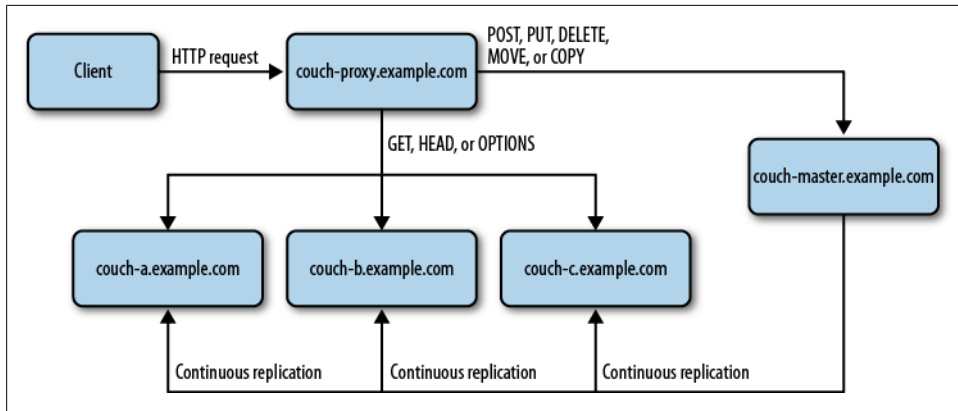 POST, PUT, DELETE,
MOVE, or COPY
Client
HTTP request
couch-proxy.example.com
GET, HEAD, or OPTIONS
couch-master.example.com
couch-a.example.com
couch-b.example.com
couch-c.example.com
Continuous replication
Continuous replication
Continuous replication